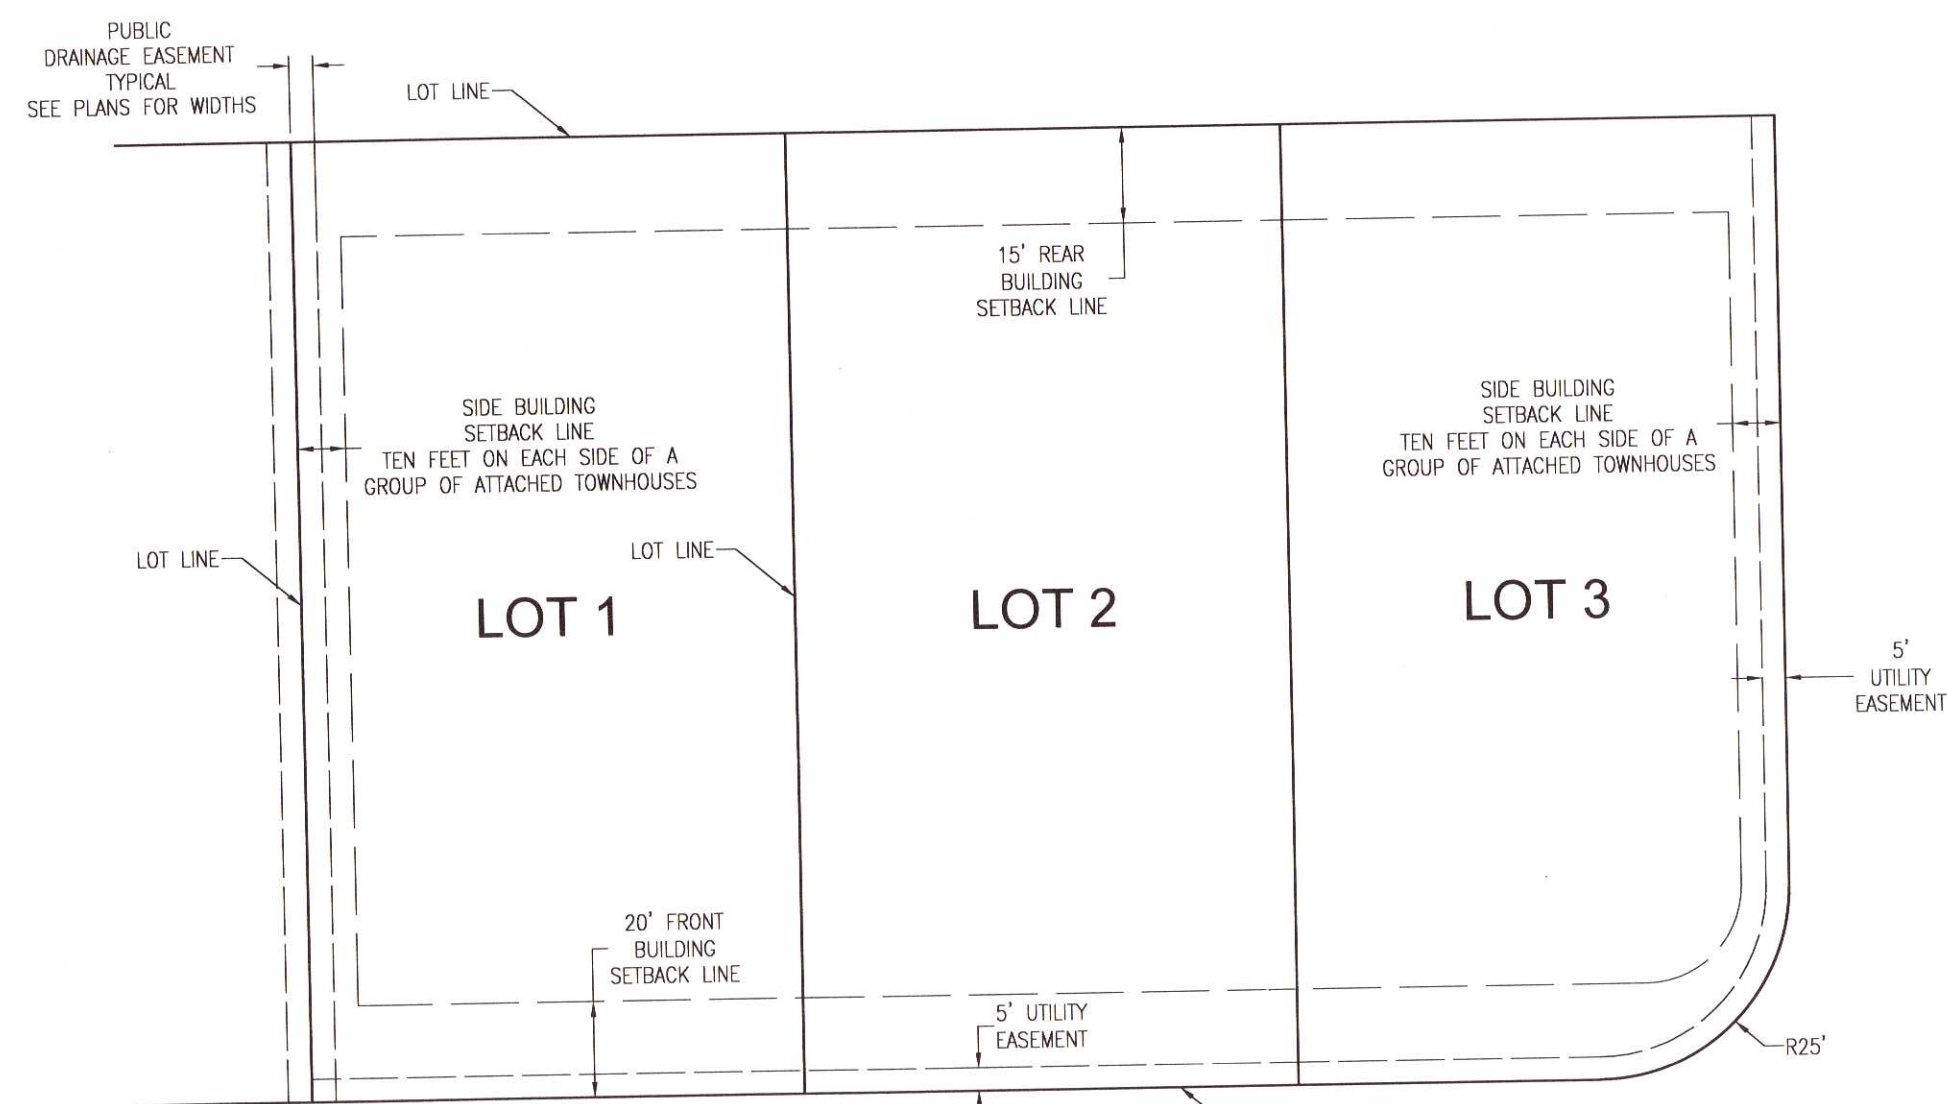 PUBLIC
DRAINAGE EASEMENT
TYPICAL
SEE PLANS FOR WIDTHS
LOT LINE
15' REAR
BUILDING
SETBACK LINE
SIDE BUILDING
SETBACK LINE
TEN FEET ON EACH SIDE OF A
GROUP OF ATTACHED TOWNHOUSES
SIDE BUILDING
SETBACK LINE
TEN FEET ON EACH SIDE OF A
GROUP OF ATTACHED TOWNHOUSES
LOT LINE
LOT LINE
LOT 1
LOT 2
LOT 3
5'
UTILITY
EASEMENT
20' FRONT
BUILDING
SETBACK LINE
5' UTILITY
EASEMENT
R25'